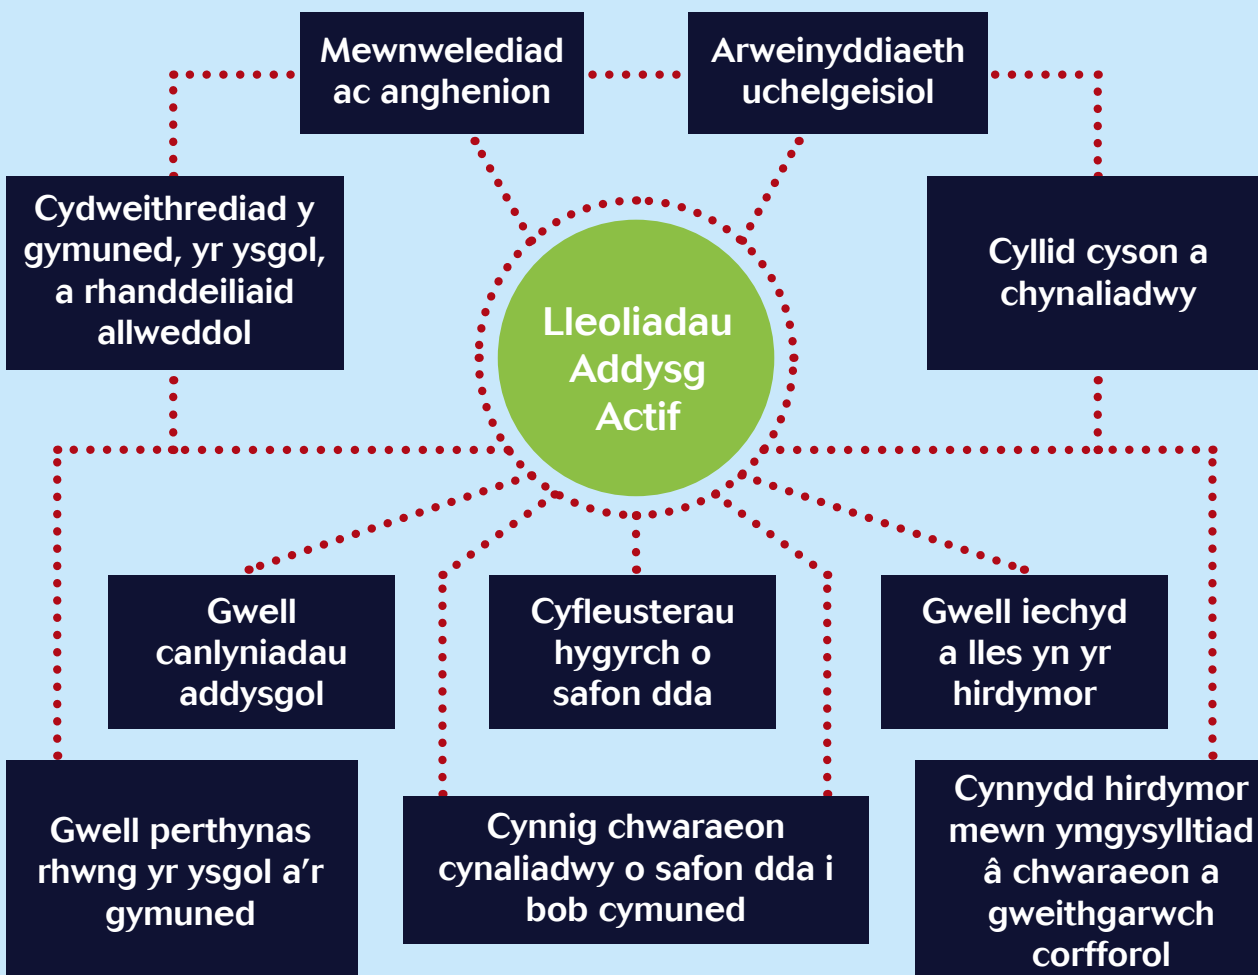 Mewnwelediad
ac anghenion
Arweinyddiaeth
uchelgeisiol
Cydweithrediad y
gymuned, yr ysgol,
a rhanddeiliaid
allweddol
Cyllid cyson a
chynaliadwy
Lleoliadau
Addysg
Actif
Gwell
canlyniadau
addysgol
Cyfleusterau
hygyrch o
safon dda
Gwell iechyd
a lles yn yr
hirdymor
Gwell perthynas
rhwng yr ysgol a'r
gymuned
Cynnig chwaraeon
cynaliadwy o safon dda i
bob cymuned
Cynnydd hirdymor
mewn ymgysylltiad
â chwaraeon a
gweithgarwch
corfforol